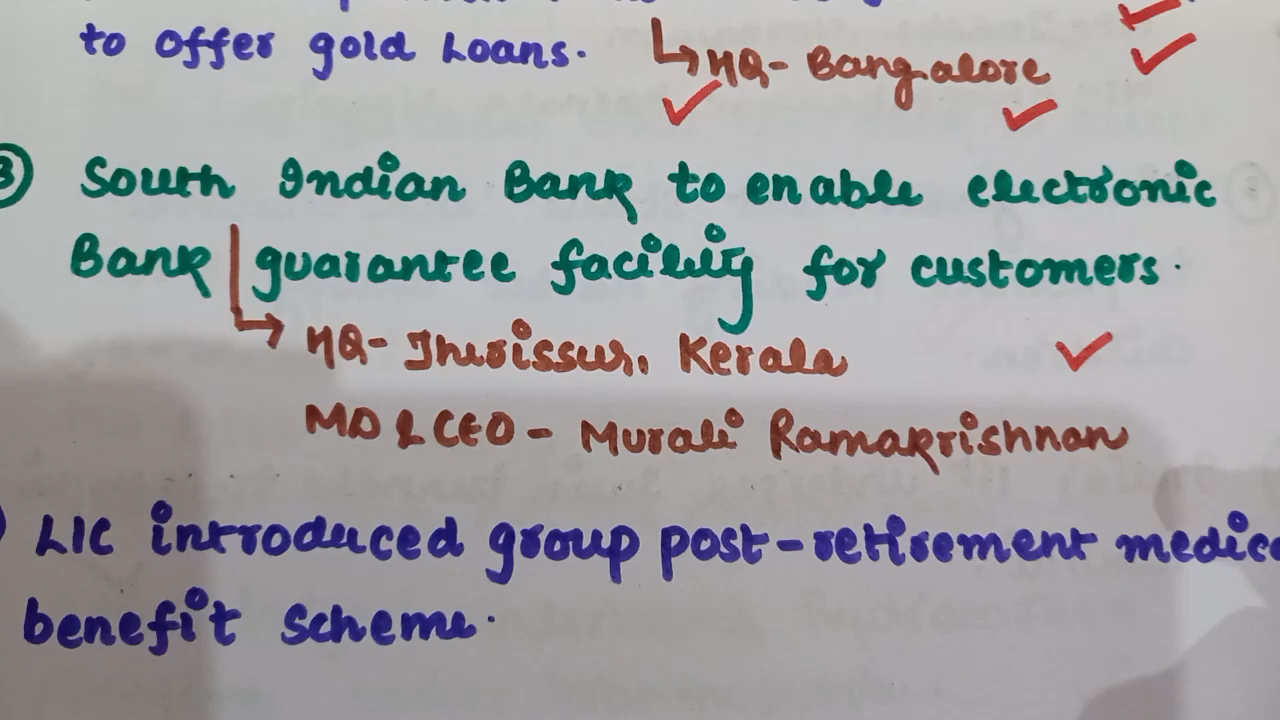 to offer gold Loans.
HQ- Bangalore
3 South Indian Bank to enable electronic
Bank guarantee facility for customers.
HQ- Thrissur, Kerala
MD & CEO - Murali Ramakrishnan
LIC introduced group post-retirement medica
benefit scheme.